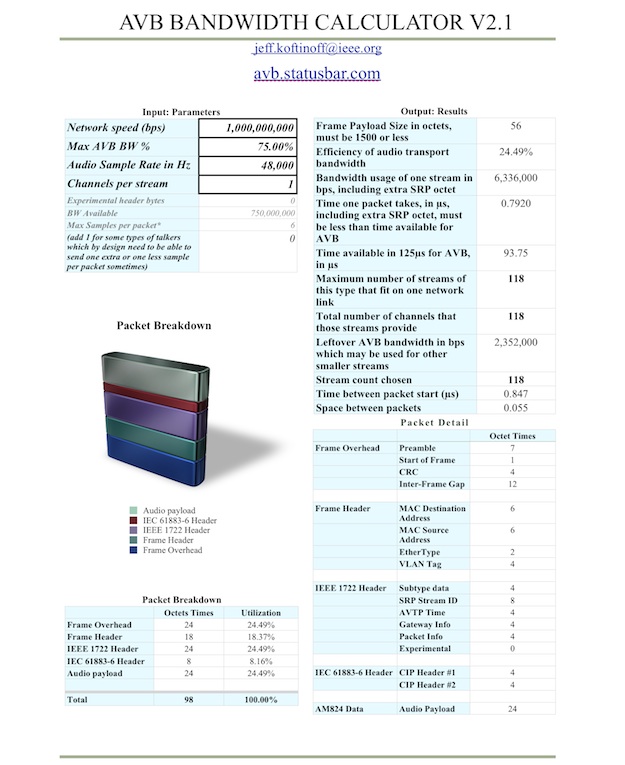 AVB BANDWIDTH CALCULATOR V2.1
jeff.koftinoff@ieee.org
avb.statusbar.com
Input: Parameters
Network speed (bps) 1,000,000,000
Max AVB BW % 75.00%
Audio Sample Rate in Hz 48,000
Channels per stream 1
Experimental header bytes 0
BW Available 750,000,000
Max Samples per packet* 6
(add 1 for some types of talkers 0
which by design need to be able to
send one extra or one less sample
per packet sometimes)
Output: Results
Frame Payload Size in octets, 56
must be 1500 or less
Efficiency of audio transport 24.49%
bandwidth
Bandwidth usage of one stream in 6,336,000
bps, including extra SRP octet
Time one packet takes, in µs, 0.7920
including extra SRP octet, must
be less than time available for
AVB
Time available in 125µs for AVB, 93.75
in µs
Maximum number of streams of 118
this type that fit on one network
link
Total number of channels that 118
those streams provide
Leftover AVB bandwidth in bps 2,352,000
which may be used for other
smaller streams
Stream count chosen 118
Time between packet start (µs) 0.847
Space between packets 0.055
Packet Breakdown
Audio payload
IEC 61883-6 Header
IEEE 1722 Header
Frame Header
Frame Overhead
Packet Breakdown
Octets Times Utilization
Frame Overhead 24 24.49%
Frame Header 18 18.37%
IEEE 1722 Header 24 24.49%
IEC 61883-6 Header 8 8.16%
Audio payload 24 24.49%
Total 98 100.00%
Packet Detail
Octet Times
Frame Overhead Preamble 7
Start of Frame 1
CRC 4
Inter-Frame Gap 12
Frame Header MAC Destination 6
Address
MAC Source 6
Address
EtherType 2
VLAN Tag 4
IEEE 1722 Header Subtype data 4
SRP Stream ID 8
AVTP Time 4
Gateway Info 4
Packet Info 4
Experimental 0
IEC 61883-6 Header CIP Header #1 4
CIP Header #2 4
AM824 Data Audio Payload 24